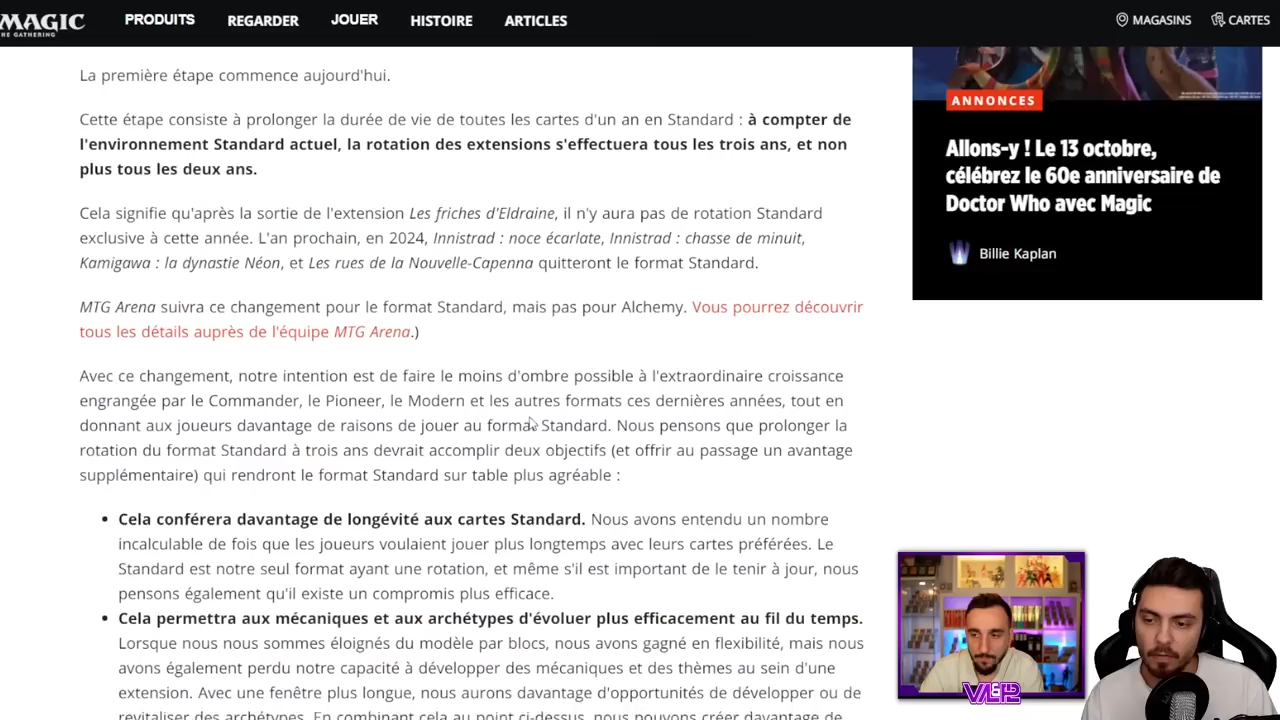 MAGIC
THE GATHERING
PRODUITS
REGARDER
JOUER
HISTOIRE
ARTICLES
MAGASINS
CARTES
La première étape commence aujourd'hui.
Cette étape consiste à prolonger la durée de vie de toutes les cartes d'un an en Standard : à compter de
l'environnement Standard actuel, la rotation des extensions s'effectuera tous les trois ans, et non
plus tous les deux ans.
Cela signifie qu'après la sortie de l'extension Les friches d'Eldraine, il n'y aura pas de rotation Standard
exclusive à cette année. L'an prochain, en 2024, Innistrad : noce écarlate, Innistrad : chasse de minuit,
Kamigawa : la dynastie Néon, et Les rues de la Nouvelle-Capenna quitteront le format Standard.
MTG Arena suivra ce changement pour le format Standard, mais pas pour Alchemy. Vous pourrez découvrir
tous les détails auprès de l'équipe MTG Arena.)
Avec ce changement, notre intention est de faire le moins d'ombre possible à l'extraordinaire croissance
engrangée par le Commander, le Pioneer, le Modern et les autres formats ces dernières années, tout en
donnant aux joueurs davantage de raisons de jouer au format Standard. Nous pensons que prolonger la
rotation du format Standard à trois ans devrait accomplir deux objectifs (et offrir au passage un avantage
supplémentaire) qui rendront le format Standard sur table plus agréable :
• Cela conférera davantage de longévité aux cartes Standard. Nous avons entendu un nombre
incalculable de fois que les joueurs voulaient jouer plus longtemps avec leurs cartes préférées. Le
Standard est notre seul format ayant une rotation, et même s'il est important de le tenir à jour, nous
pensons également qu'il existe un compromis plus efficace.
• Cela permettra aux mécaniques et aux archétypes d'évoluer plus efficacement au fil du temps.
Lorsque nous nous sommes éloignés du modèle par blocs, nous avons gagné en flexibilité, mais nous
avons également perdu notre capacité à développer des mécaniques et des thèmes au sein d'une
extension. Avec une fenêtre plus longue, nous aurons davantage d'opportunités de développer ou de
revitaliser des archétypes. En combinant cela au point ci-dessus, nous pouvons créer davantage de
ANNONCES
Allons-y ! Le 13 octobre,
célébrez le 60e anniversaire de
Doctor Who avec Magic
Billie Kaplan